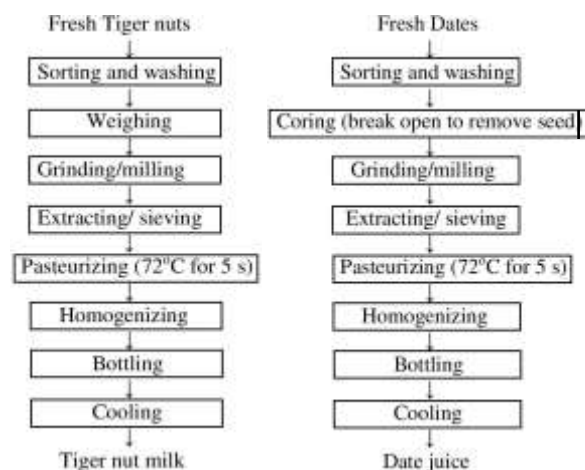 Fresh Tiger nuts
Sorting and washing
Weighing
Grinding/milling
Extracting/ sieving
Pasteurizing (72°C for 5 s)
Homogenizing
Bottling
Cooling
Tiger nut milk
Fresh Dates
Sorting and washing
Coring (break open to remove seed)
Grinding/milling
Extracting/ sieving
Pasteurizing (72°C for 5 s)
Homogenizing
Bottling
Cooling
Date juice